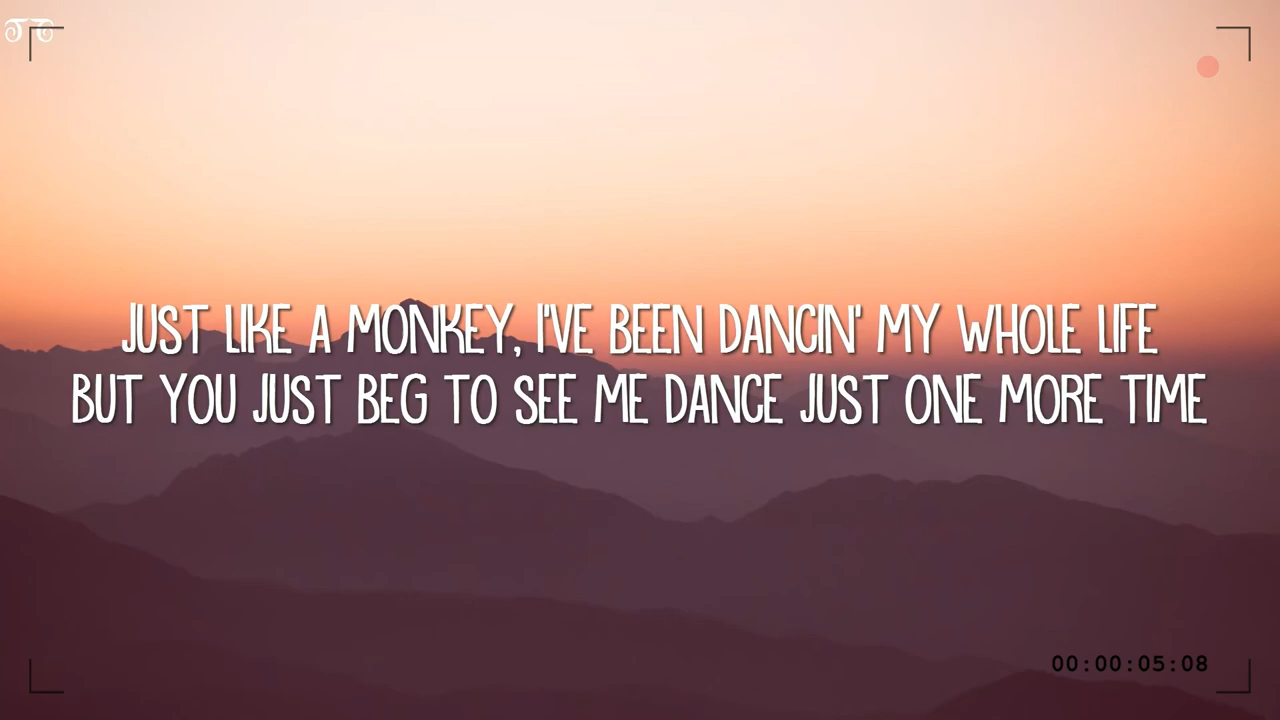 JT
JUST LIKE A MONKEY, I'VE BEEN DANCIN' MY WHOLE LIFE
BUT YOU JUST BEG TO SEE ME DANCE JUST ONE MORE TIME
00:00:05:08